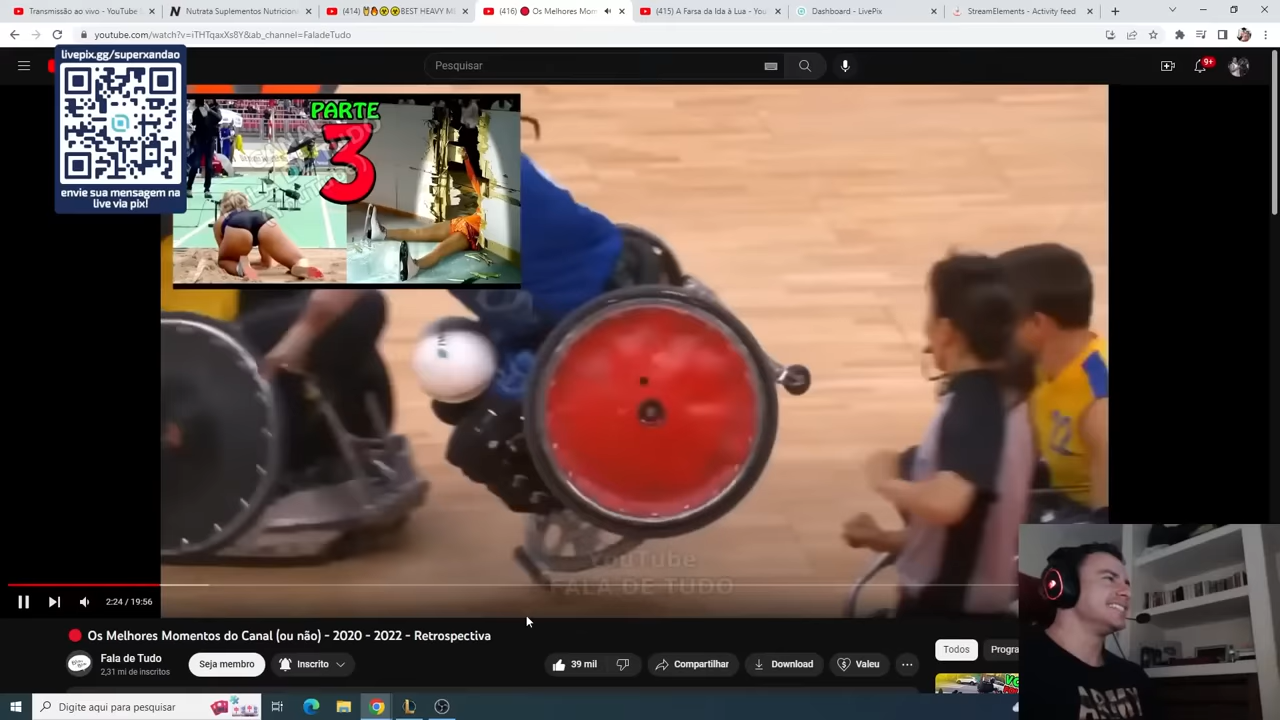 Transmissão ao vivo - YouTube
Nutrata Suplementos Nutricion
(414)
BEST HEAVY M
(416)
Os Melhores Mom
(415) A Farsa da Ida à Lua - You
Dashboard - LivePix
StreamElements - Activity feed
youtube.com/watch?v=iTHTqaxXs8Y&ab_channel=FaladeTudo
livepix.gg/superxandao
envie sua mensagem na
live via pix!
Pesquisar
9+
PARTE
3
22
YouTube
FALA DE TUDO
2:24 / 19:56
Os Melhores Momentos do Canal (ou não) - 2020 - 2022 - Retrospectiva
Fala de Tudo
2,31 mi de inscritos
Seja membro
Inscrito
39 mil
Compartilhar
Download
Valeu
Todos
Progra
Digite aqui para pesquisar